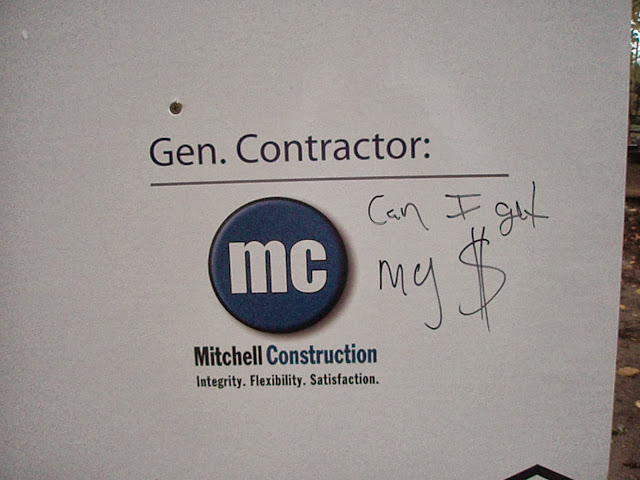 Gen. Contractor:
Can I get
my $
mc
Mitchell Construction
Integrity. Flexibility. Satisfaction.